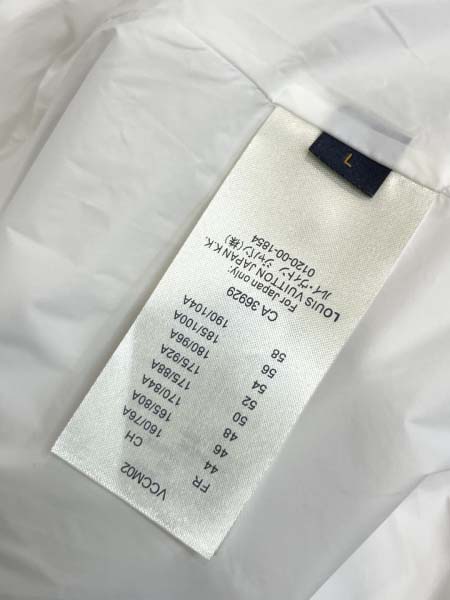 VCCM02
FR CH
44 160/76A
46 165/80A
48 170/84A
50 175/88A
52 175/92A
54 180/96A
56 185/100A
58 190/104A
CA 36929
For Japan only:
LOUIS VUITTON JAPAN K.K.
ルイ・ヴィトン ジャパン(株)
0120-00-1854
L